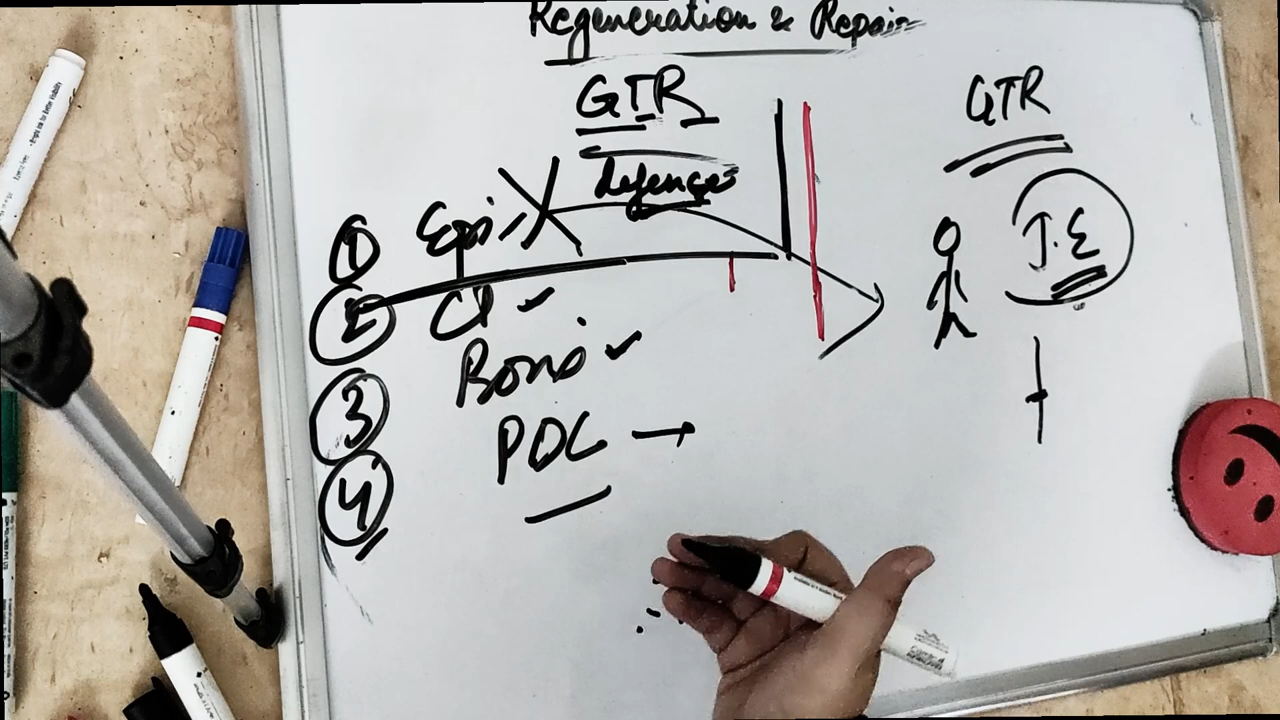 Regeneration & Repair
GTR
GTR
defence
① Epi
② CT
③ Bone
④ PDL
J.E